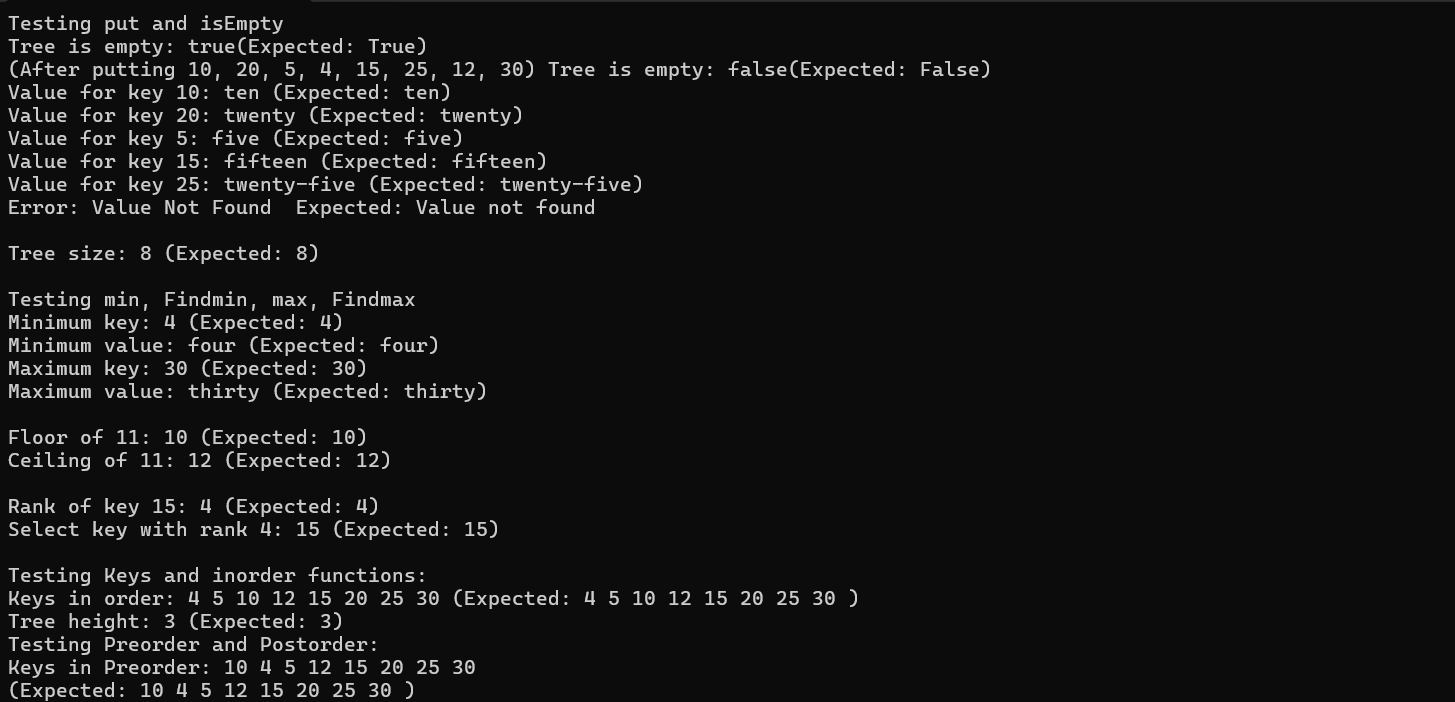 Testing put and isEmpty
Tree is empty: true(Expected: True)
(After putting 10, 20, 5, 4, 15, 25, 12, 30) Tree is empty: false(Expected: False)
Value for key 10: ten (Expected: ten)
Value for key 20: twenty (Expected: twenty)
Value for key 5: five (Expected: five)
Value for key 15: fifteen (Expected: fifteen)
Value for key 25: twenty-five (Expected: twenty-five)
Error: Value Not Found  Expected: Value not found
Tree size: 8 (Expected: 8)
Testing min, Findmin, max, Findmax
Minimum key: 4 (Expected: 4)
Minimum value: four (Expected: four)
Maximum key: 30 (Expected: 30)
Maximum value: thirty (Expected: thirty)
Floor of 11: 10 (Expected: 10)
Ceiling of 11: 12 (Expected: 12)
Rank of key 15: 4 (Expected: 4)
Select key with rank 4: 15 (Expected: 15)
Testing Keys and inorder functions:
Keys in order: 4 5 10 12 15 20 25 30 (Expected: 4 5 10 12 15 20 25 30 )
Tree height: 3 (Expected: 3)
Testing Preorder and Postorder:
Keys in Preorder: 10 4 5 12 15 20 25 30
(Expected: 10 4 5 12 15 20 25 30 )